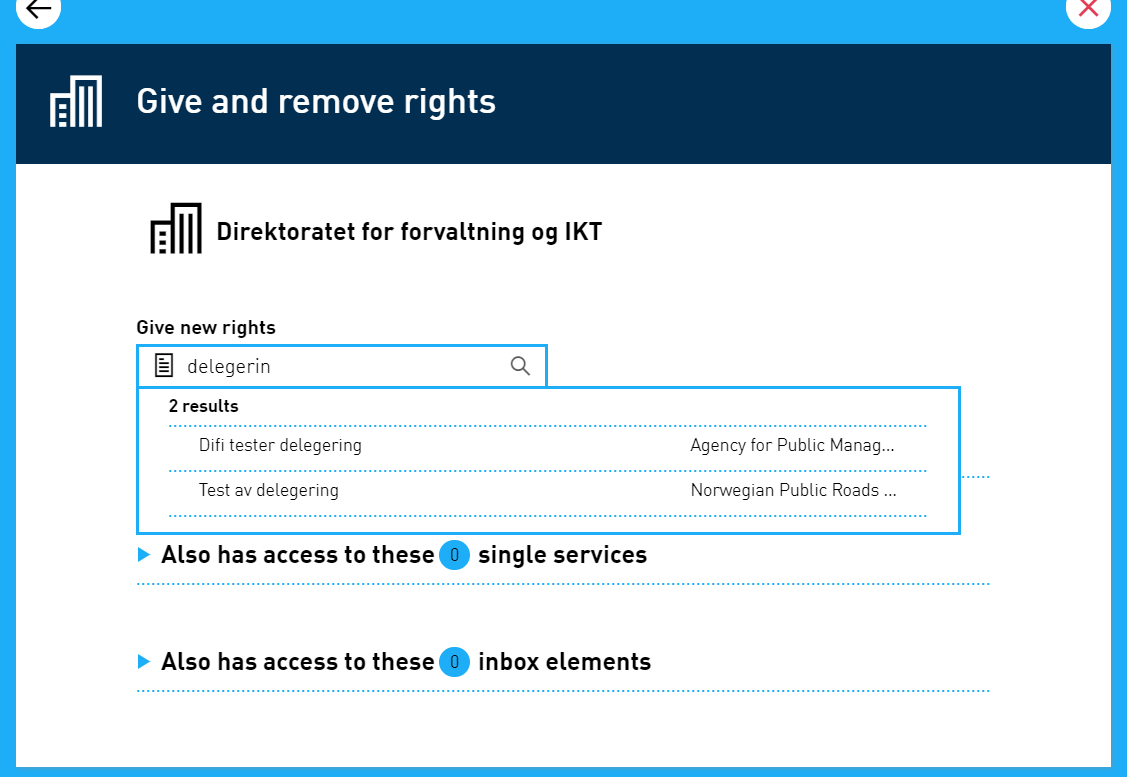 Give and remove rights
Direktoratet for forvaltning og IKT
Give new rights
delegerin
2 results
Difi tester delegering Agency for Public Manag...
Test av delegering Norwegian Public Roads ...
Also has access to these 0 single services
Also has access to these 0 inbox elements